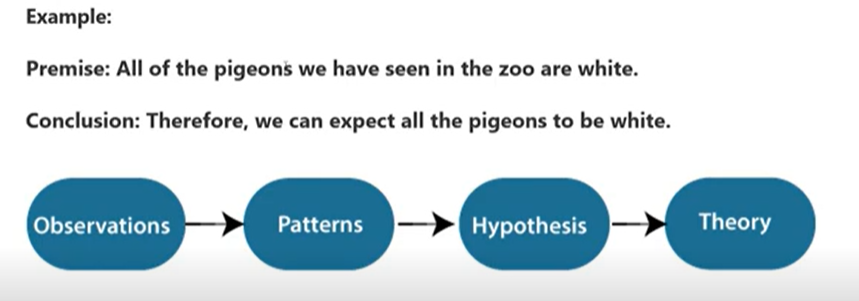 Example:
Premise: All of the pigeons we have seen in the zoo are white.
Conclusion: Therefore, we can expect all the pigeons to be white.
Observations
Patterns
Hypothesis
Theory